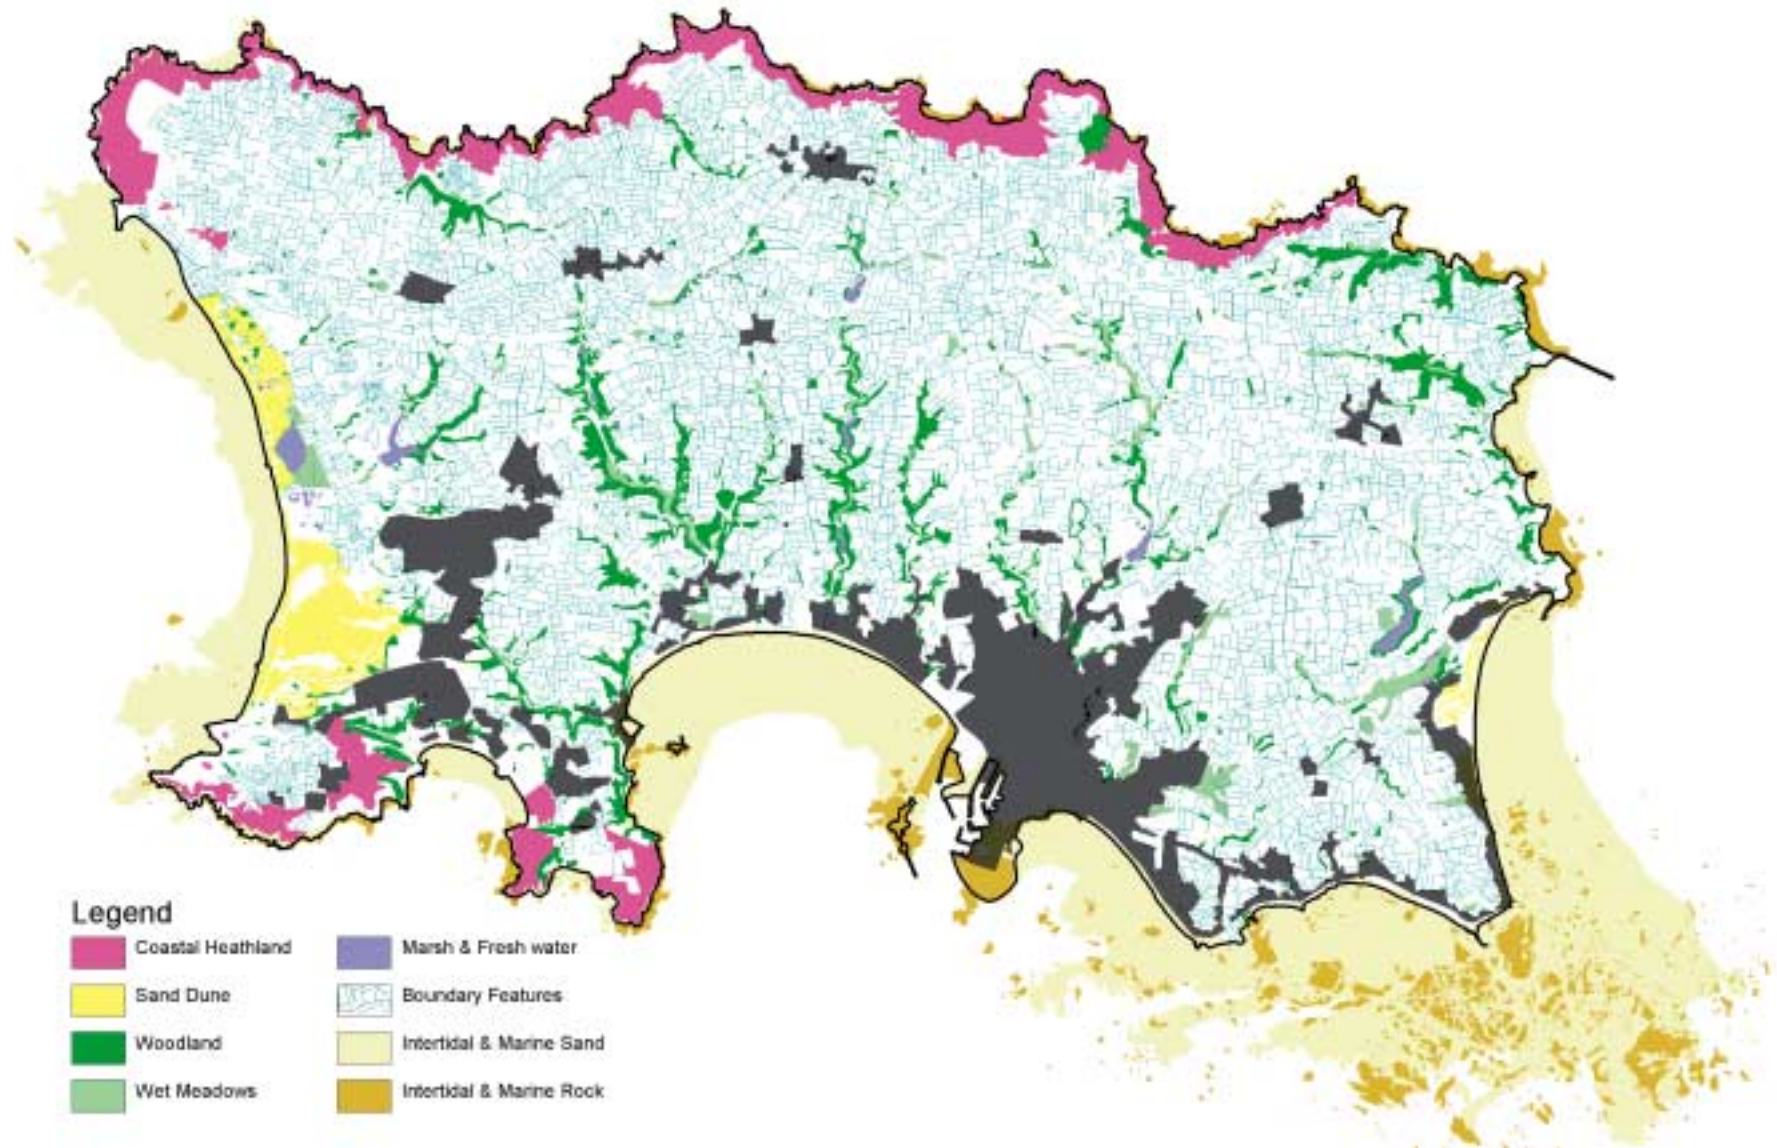 Legend
Coastal Heathland
Sand Dune
Woodland
Wet Meadows
Marsh & Fresh water
Boundary Features
Intertidal & Marine Sand
Intertidal & Marine Rock